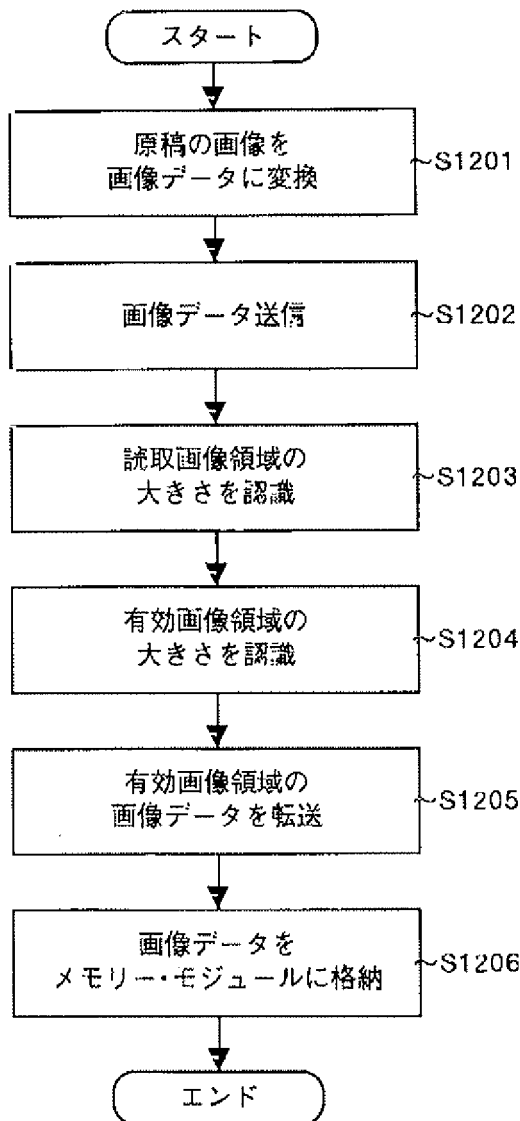 スタート
原稿の画像を
画像データに変換
S1201
画像データ送信
S1202
読取画像領域の
大きさを認識
S1203
有効画像領域の
大きさを認識
S1204
有効画像領域の
画像データを転送
S1205
画像データを
メモリー・モジュールに格納
S1206
エンド